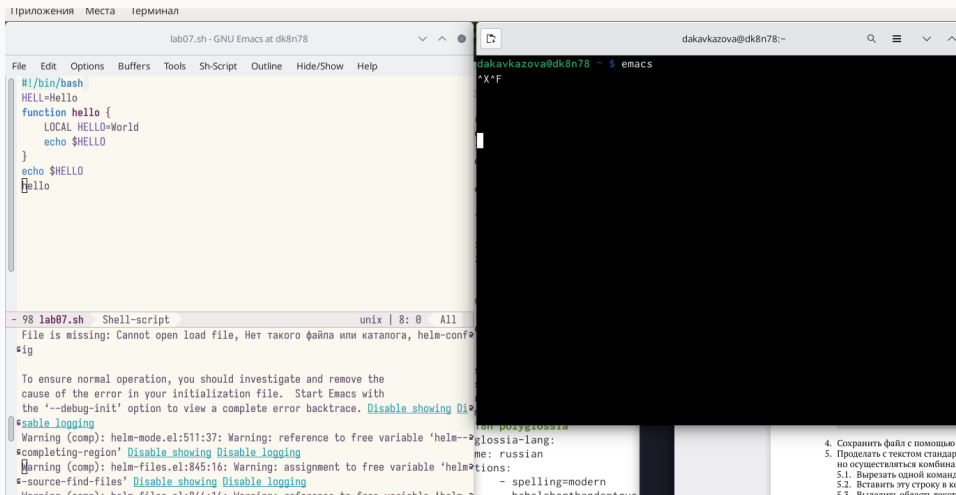 Приложения Места Терминал
lab07.sh - GNU Emacs at dk8n78
File Edit Options Buffers Tools Sh-Script Outline Hide/Show Help
#!/bin/bash
HELL=Hello
function hello {
LOCAL HELLO=World
echo $HELLO
}
echo $HELLO
hello
~ 98 lab07.sh Shell-script unix | 8: 0 All
File is missing: Cannot open load file, Нет такого файла или каталога, helm-conf
ig
To ensure normal operation, you should investigate and remove the
cause of the error in your initialization file. Start Emacs with
the ‘--debug-init’ option to view a complete error backtrace. Disable showing Di
sable logging
Warning (comp): helm-mode.el:511:37: Warning: reference to free variable ‘helm--
completing-region’ Disable showing Disable logging
Warning (comp): helm-files.el:845:16: Warning: assignment to free variable ‘helm
-source-find-files’ Disable showing Disable logging
dakavkazova@dk8n78:~
dakavkazova@dk8n78 ~ $ emacs
^X^F
polyglossia
glossia-lang:
me: russian
tions:
- spelling=modern
4. Сохранить файл с помощью
5. Проделать с текстом стандар
но осуществляться комбина
5.1. Вырезать одной команд
5.2. Вставить эту строку в ко